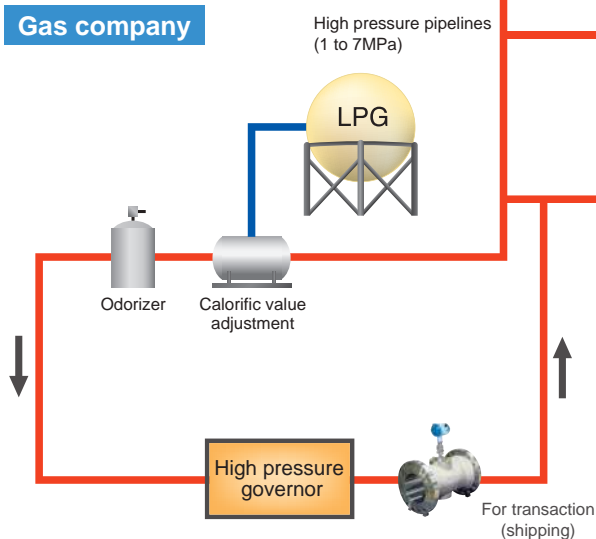 Gas company
High pressure pipelines
(1 to 7MPa)
LPG
Odorizer
Calorific value
adjustment
High pressure
governor
For transaction
(shipping)